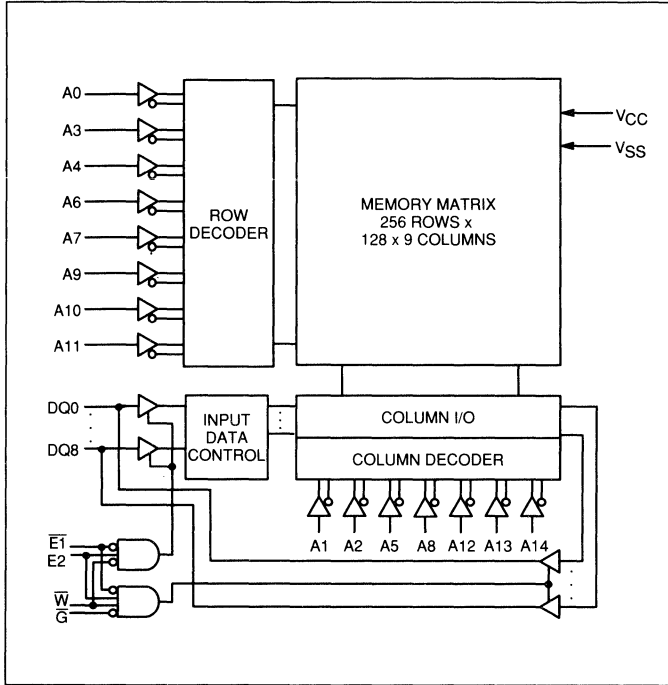 A0
A3
A4
A6
A7
A9
A10
A11
ROW
DECODER
MEMORY MATRIX
256 ROWS x
128 x 9 COLUMNS
VCC
VSS
DQ0
DQ8
INPUT
DATA
CONTROL
COLUMN I/O
COLUMN DECODER
A1 A2 A5 A8 A12 A13 A14
E1
E2
W
G